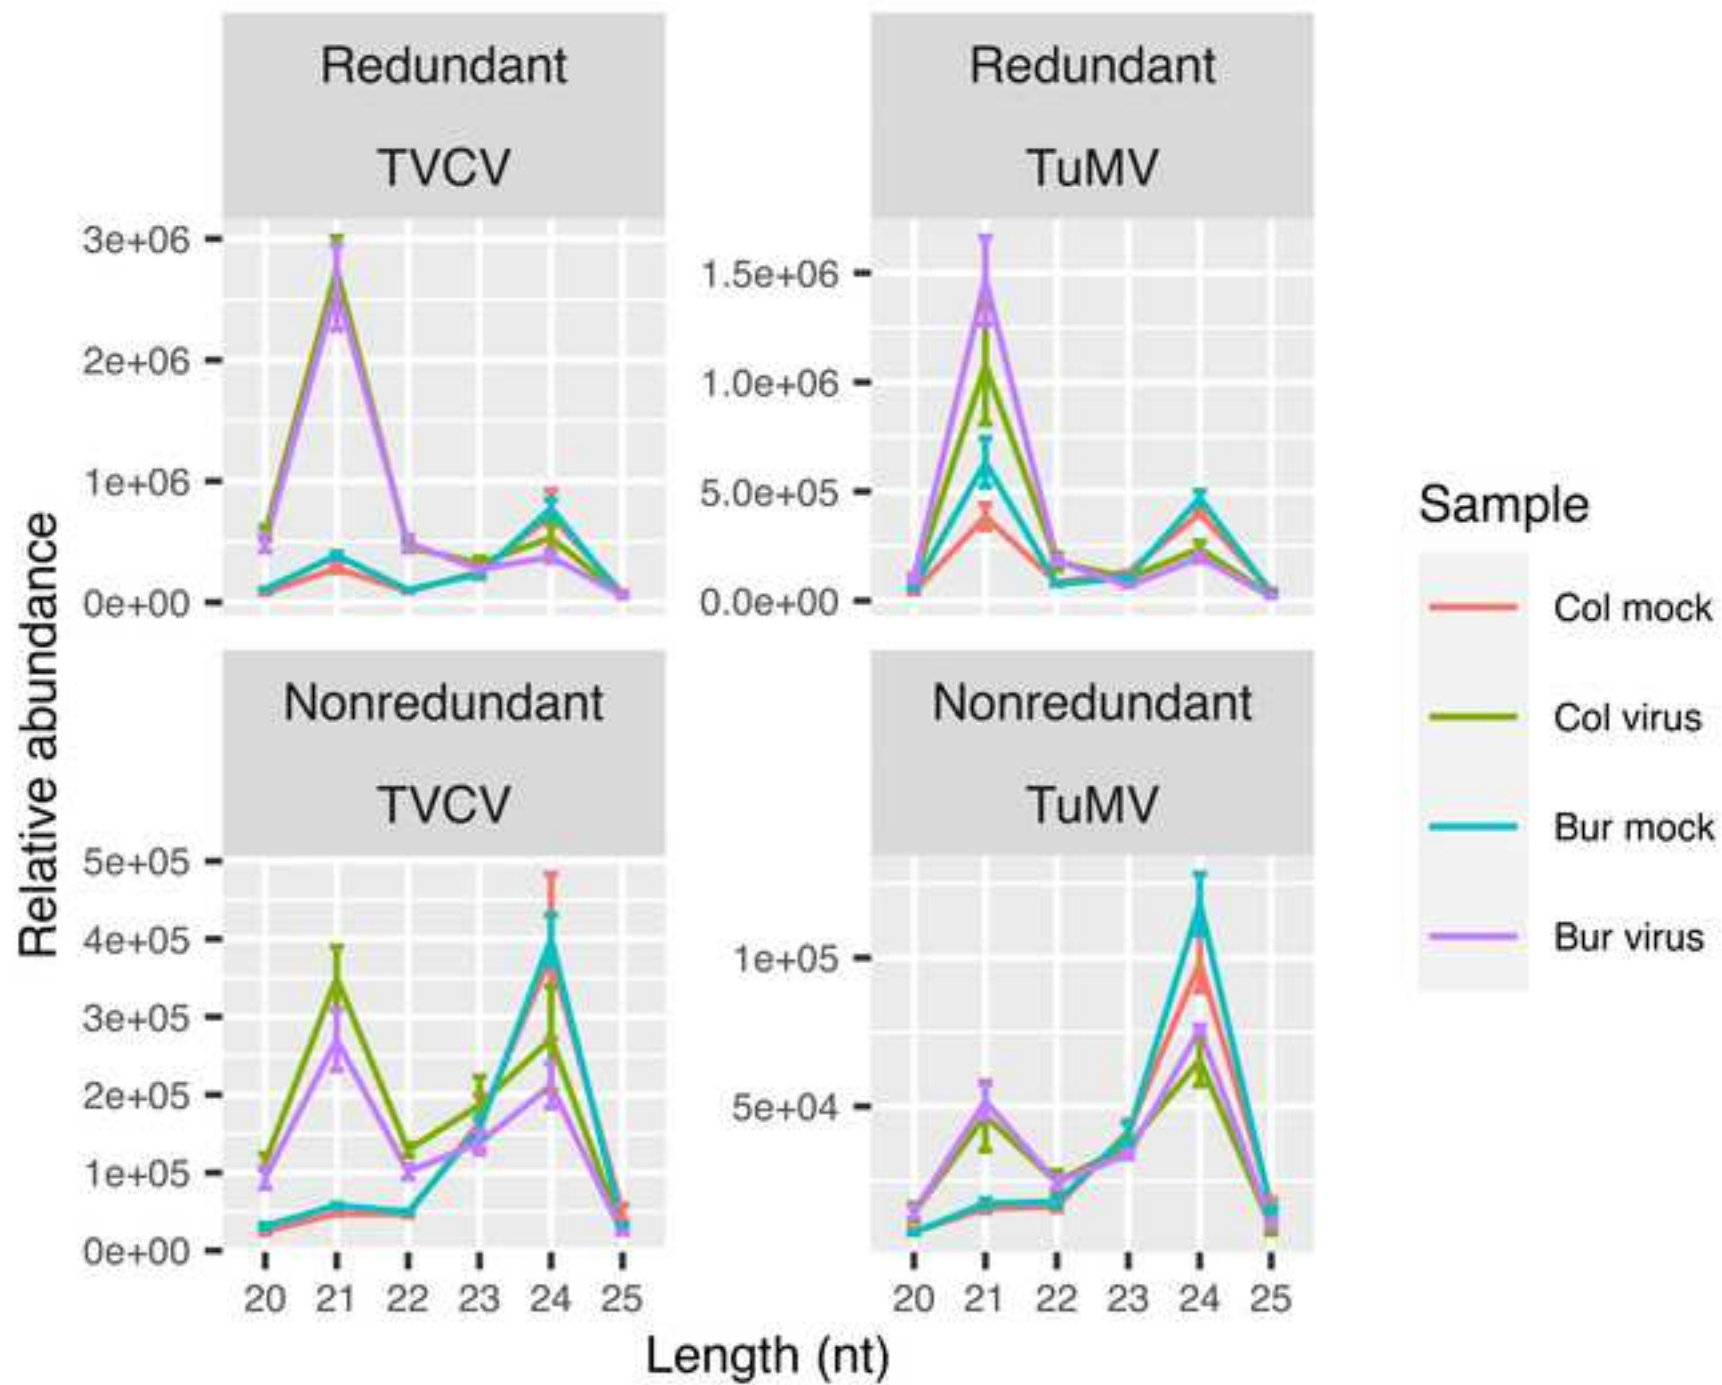 Redundant
TVCV
Redundant
TuMV
3e+06
2e+06
1e+06
0e+00
1.5e+06
1.0e+06
5.0e+05
0.0e+00
Nonredundant
TVCV
Nonredundant
TuMV
5e+05
4e+05
3e+05
2e+05
1e+05
0e+00
1e+05
5e+04
20 21 22 23 24 25
20 21 22 23 24 25
Length (nt)
Relative abundance
Sample
Col mock
Col virus
Bur mock
Bur virus